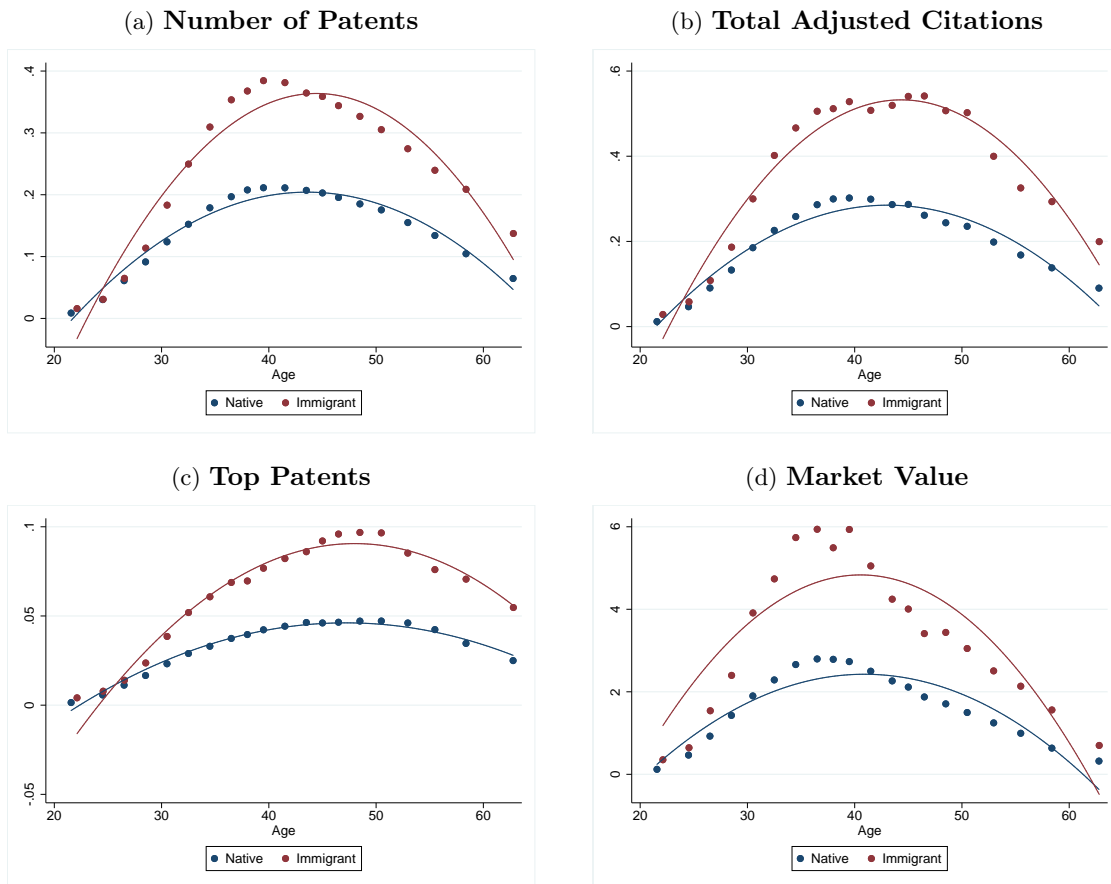 (a) Number of Patents
.4
.3
.2
.1
0
20 30 40 50 60
Age
Native Immigrant
(b) Total Adjusted Citations
.6
.4
.2
0
20 30 40 50 60
Age
Native Immigrant
(c) Top Patents
.1
.05
0
-.05
20 30 40 50 60
Age
Native Immigrant
(d) Market Value
6
4
2
0
20 30 40 50 60
Age
Native Immigrant